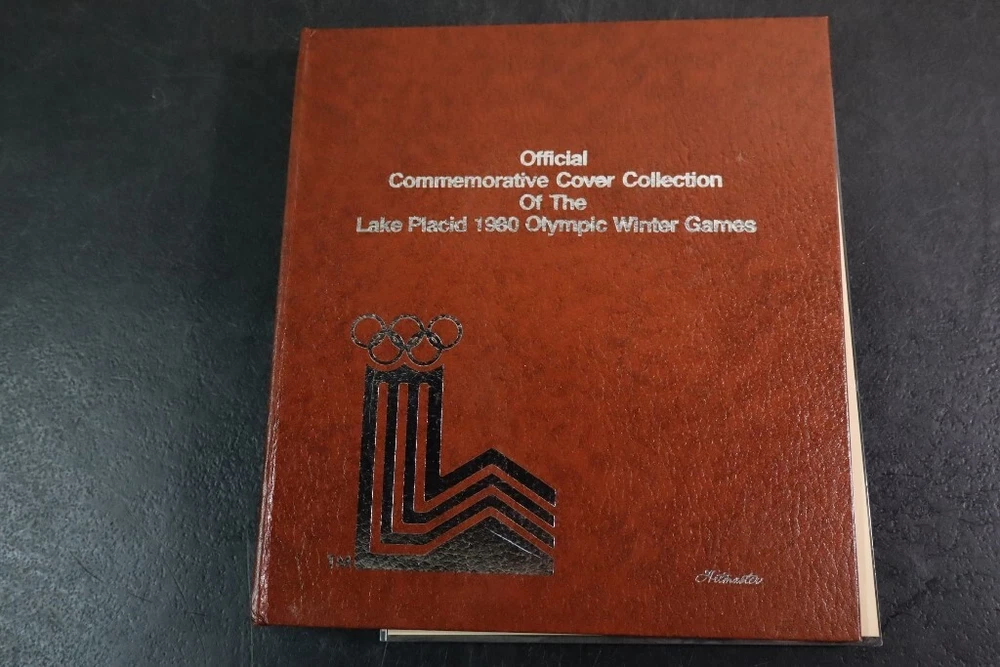 Official
Commemorative Cover Collection
Of The
Lake Placid 1980 Olympic Winter Games